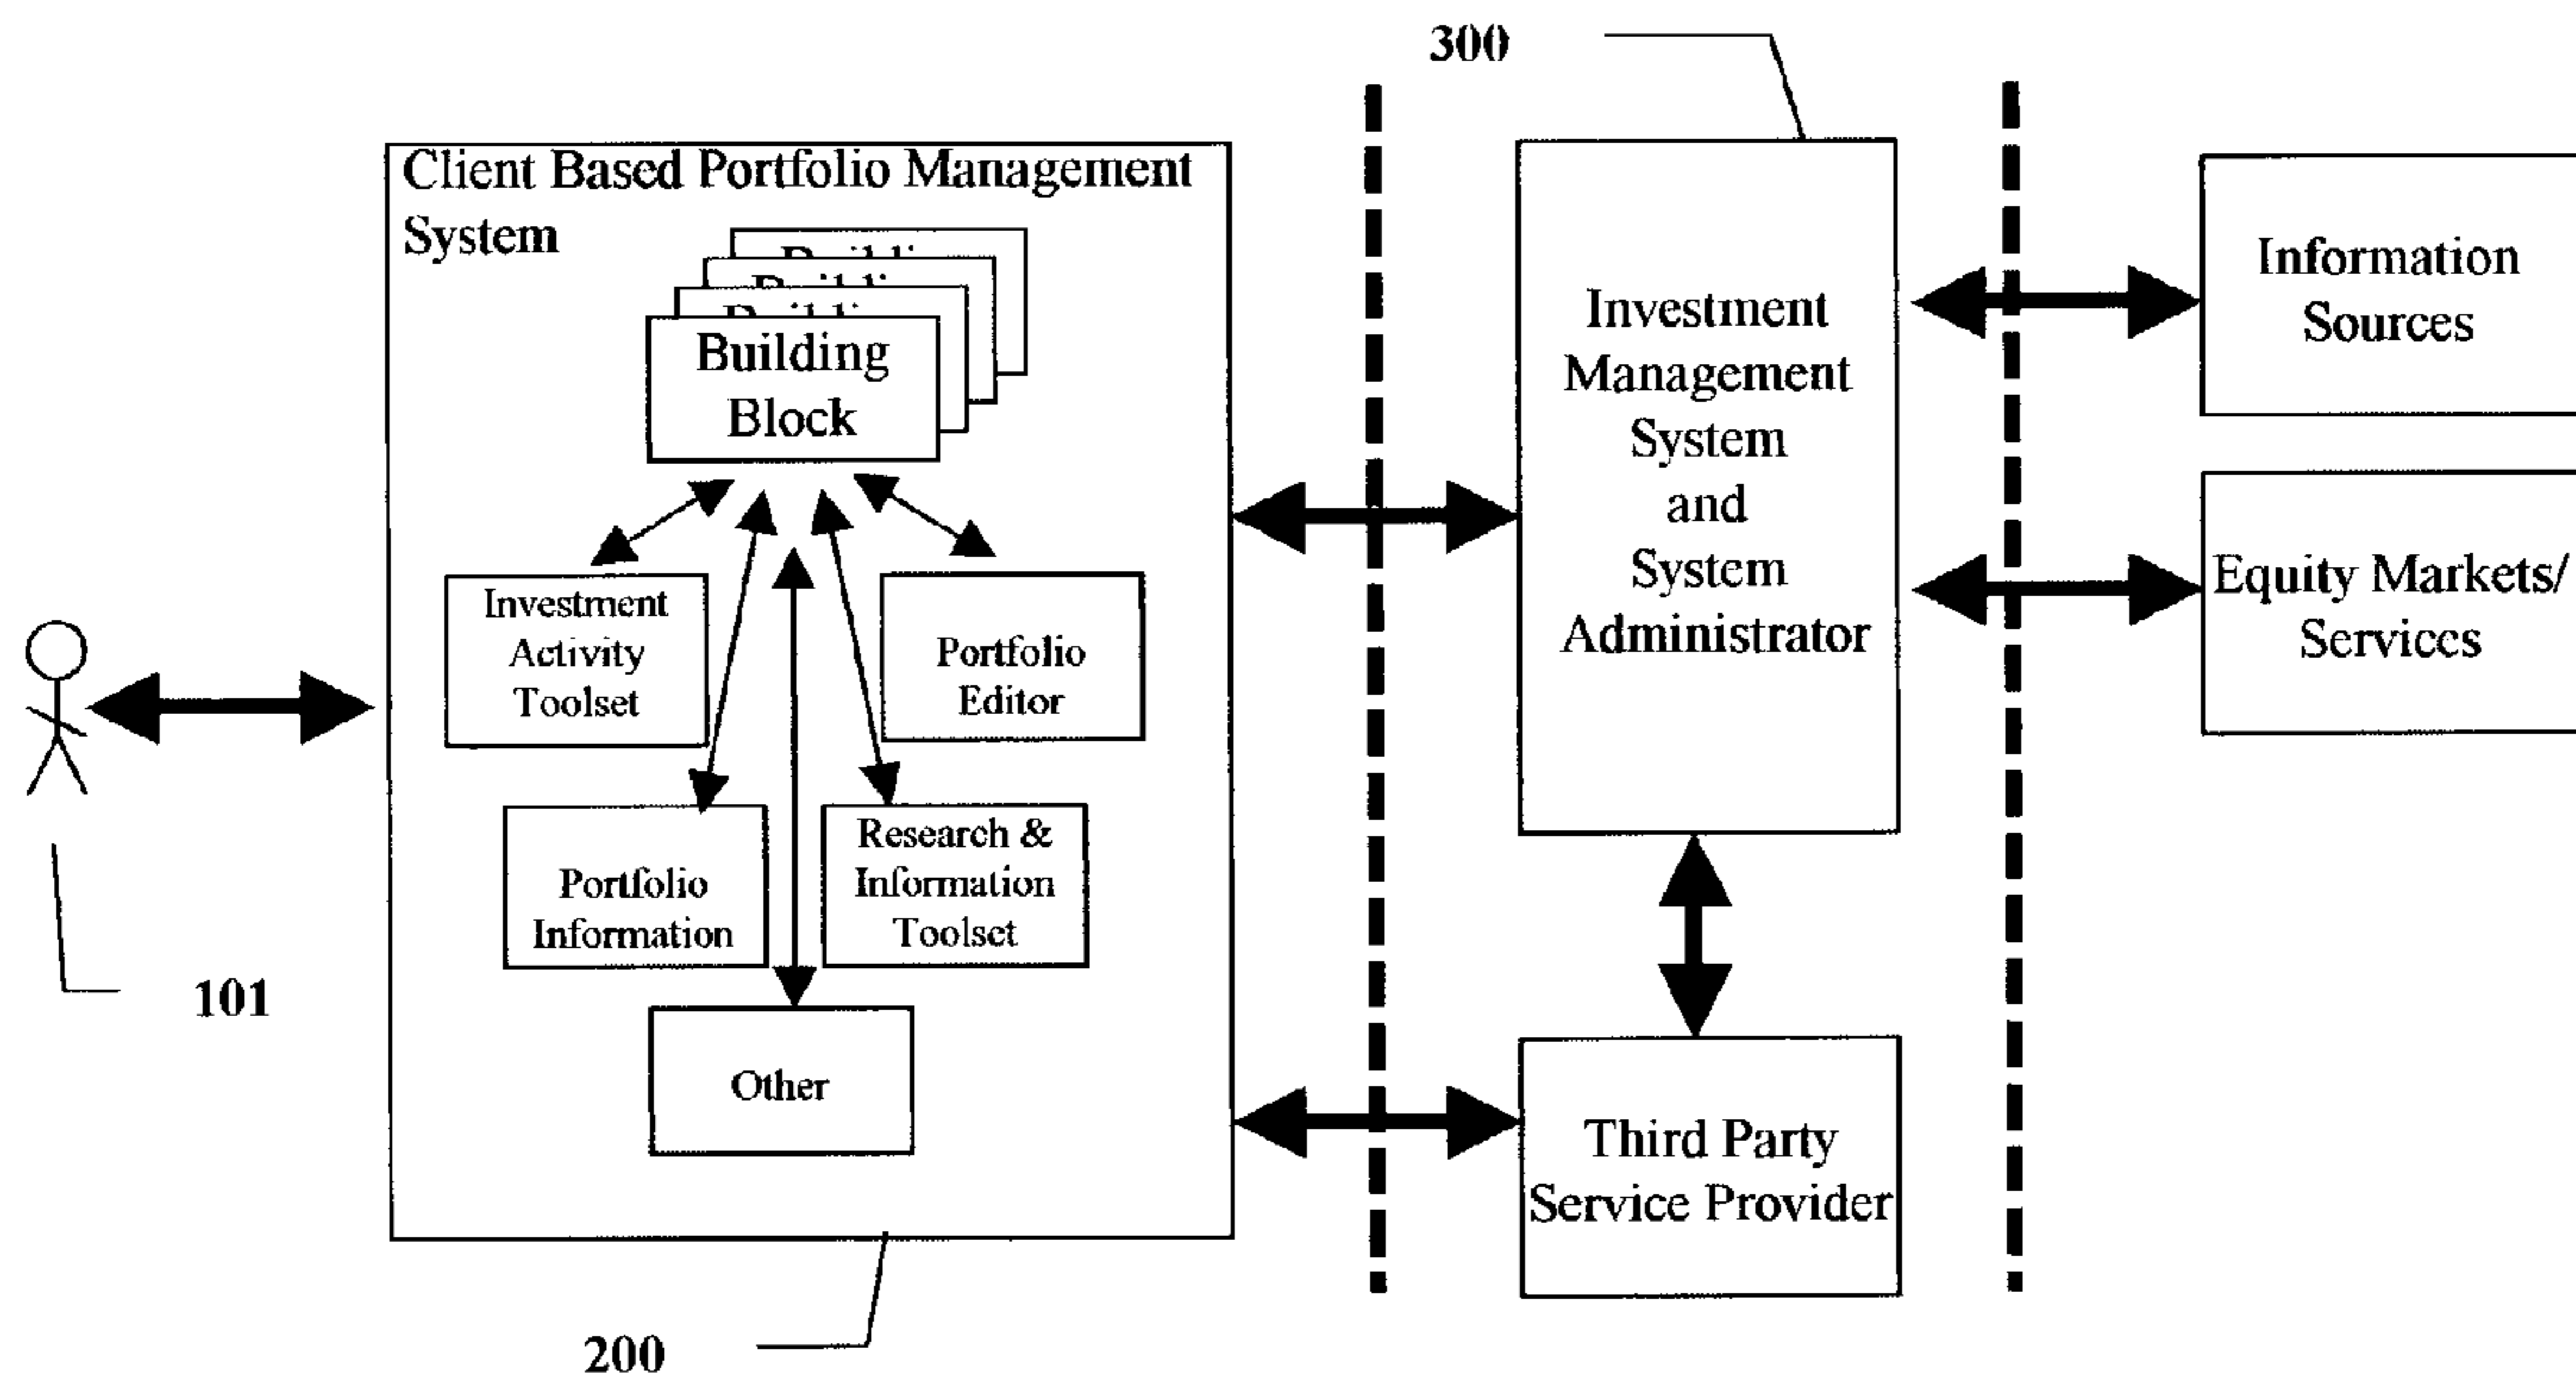 300
Client Based Portfolio Management
System
Building
Block
Investment
Activity
Toolset
Portfolio
Editor
Portfolio
Information
Research &
Information
Toolset
Other
101
200
Investment
Management
System
and
System
Administrator
Third Party
Service Provider
Information
Sources
Equity Markets/
Services